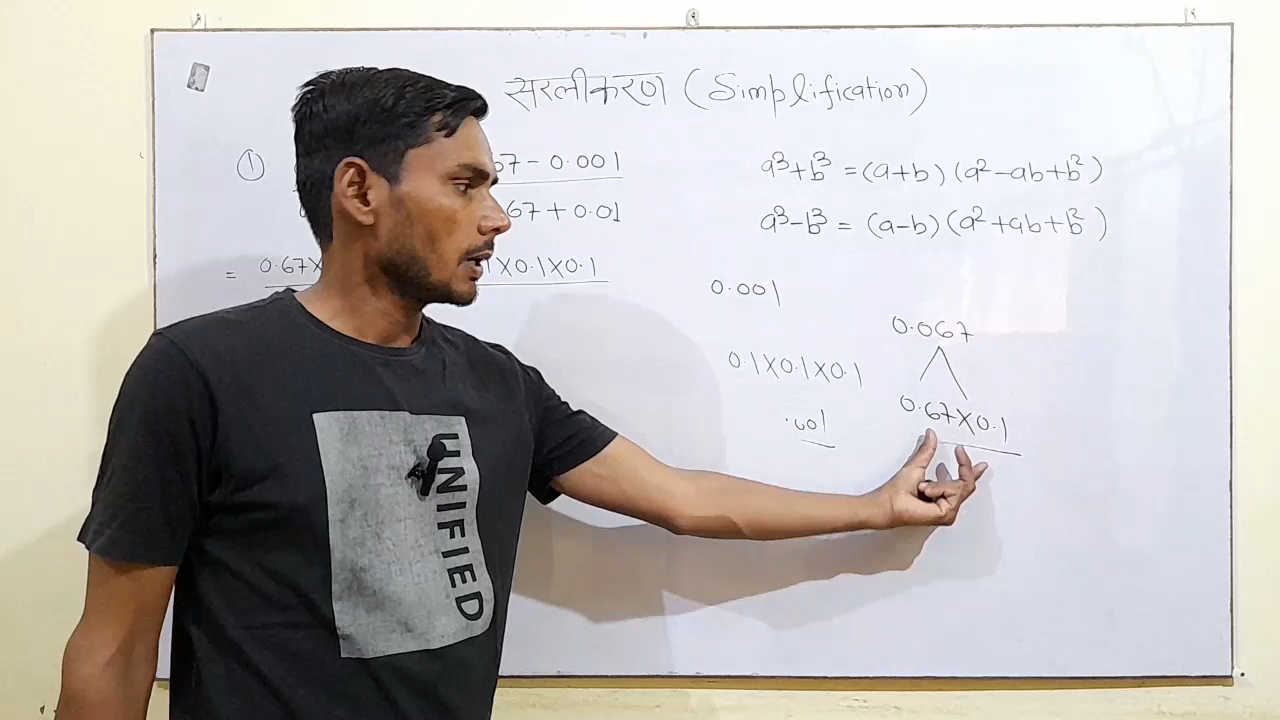 सरलीकरण (Simplification)
① 67 - 0.001
67 + 0.01
= 0.67X X0.1X0.1
a³+b³ = (a+b) (a²-ab+b²)
a³-b³ = (a-b) (a²+ab+b²)
0.001
0.1X0.1X0.1
.001
0.067
0.67X0.1
UNIFIED